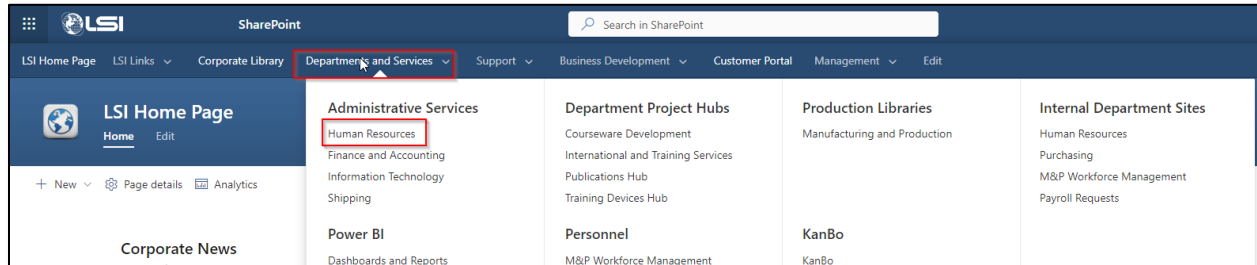 LSI SharePoint Search in SharePoint
LSI Home Page LSI Links Corporate Library Departments and Services Support Business Development Customer Portal Management Edit
LSI Home Page
Home Edit
+ New Page details Analytics
Corporate News
Administrative Services
Human Resources
Finance and Accounting
Information Technology
Shipping
Department Project Hubs
Courseware Development
International and Training Services
Publications Hub
Training Devices Hub
Production Libraries
Manufacturing and Production
Internal Department Sites
Human Resources
Purchasing
M&P Workforce Management
Payroll Requests
Power BI
Dashboards and Reports
Personnel
M&P Workforce Management
KanBo
KanBo